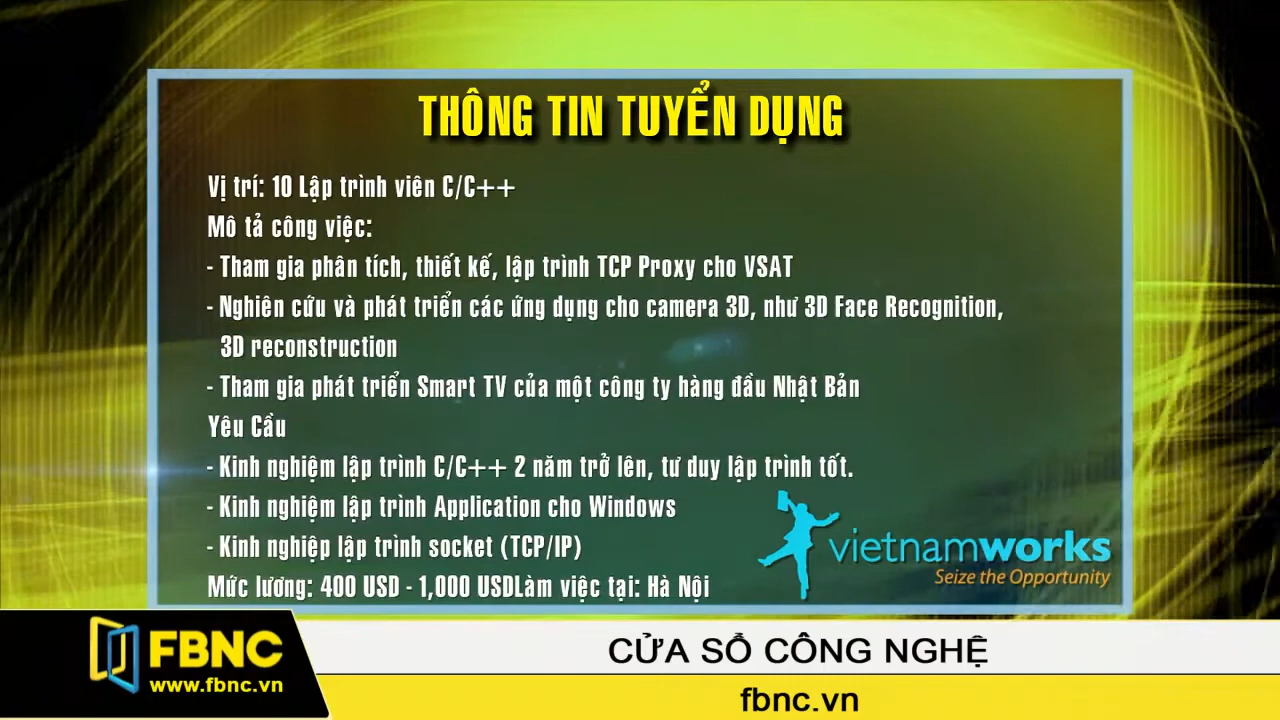 THÔNG TIN TUYỂN DỤNG
Vị trí: 10 Lập trình viên C/C++
Mô tả công việc:
- Tham gia phân tích, thiết kế, lập trình TCP Proxy cho VSAT
- Nghiên cứu và phát triển các ứng dụng cho camera 3D, như 3D Face Recognition,
3D reconstruction
- Tham gia phát triển Smart TV của một công ty hàng đầu Nhật Bản
Yêu Cầu
- Kinh nghiệm lập trình C/C++ 2 năm trở lên, tư duy lập trình tốt.
- Kinh nghiệm lập trình Application cho Windows
- Kinh nghiệp lập trình socket (TCP/IP)
Mức lương: 400 USD - 1,000 USDLàm việc tại: Hà Nội
vietnamworks
Seize the Opportunity
FBNC
www.fbnc.vn
CỬA SỔ CÔNG NGHỆ
fbnc.vn